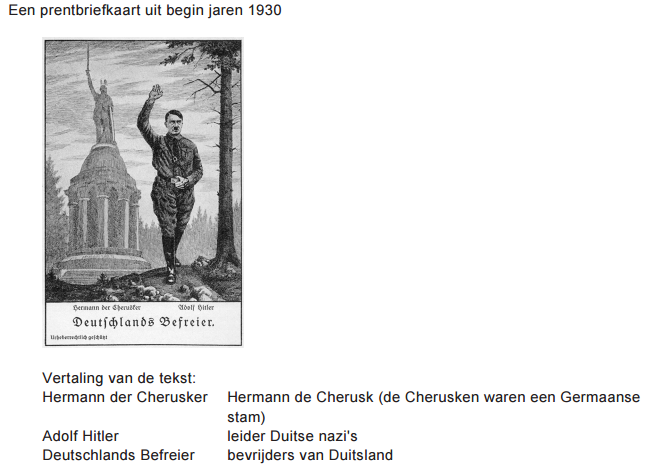 Een prentbriefkaart uit begin jaren 1930
Hermann der Cherusker Adolf Hitler
Deutschlands Befreier.
Urheberrechtlich geschützt
Vertaling van de tekst:
Hermann der Cherusker Hermann de Cherusk (de Cherusken waren een Germaanse
stam)
Adolf Hitler leider Duitse nazi's
Deutschlands Befreier bevrijders van Duitsland